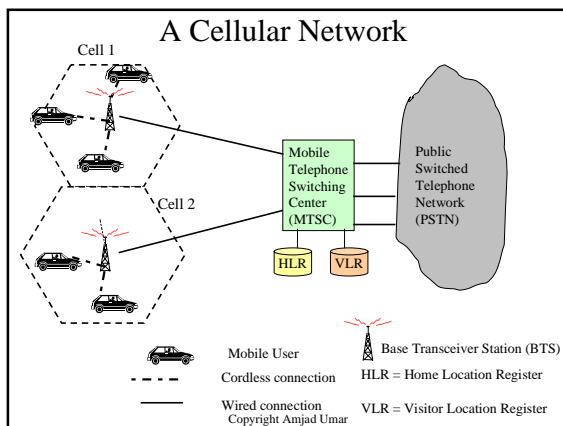 A Cellular Network
Cell 1
Cell 2
Mobile
Telephone
Switching
Center
(MTSC)
Public
Switched
Telephone
Network
(PSTN)
HLR
VLR
Mobile User
Base Transceiver Station (BTS)
Cordless connection
HLR = Home Location Register
Wired connection
VLR = Visitor Location Register
Copyright Amjad Umar